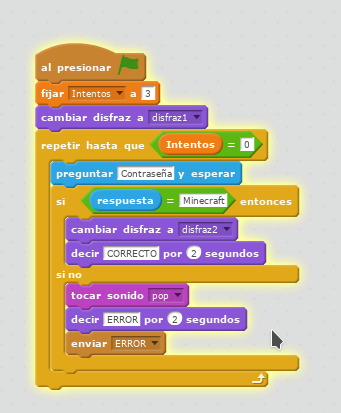 al presionar
fijar Intentos a 3
cambiar disfraz a disfraz1
repetir hasta que Intentos = 0
preguntar Contraseña y esperar
si respuesta = Minecraft entonces
cambiar disfraz a disfraz2
decir CORRECTO por 2 segundos
si no
tocar sonido pop
decir ERROR por 2 segundos
enviar ERROR